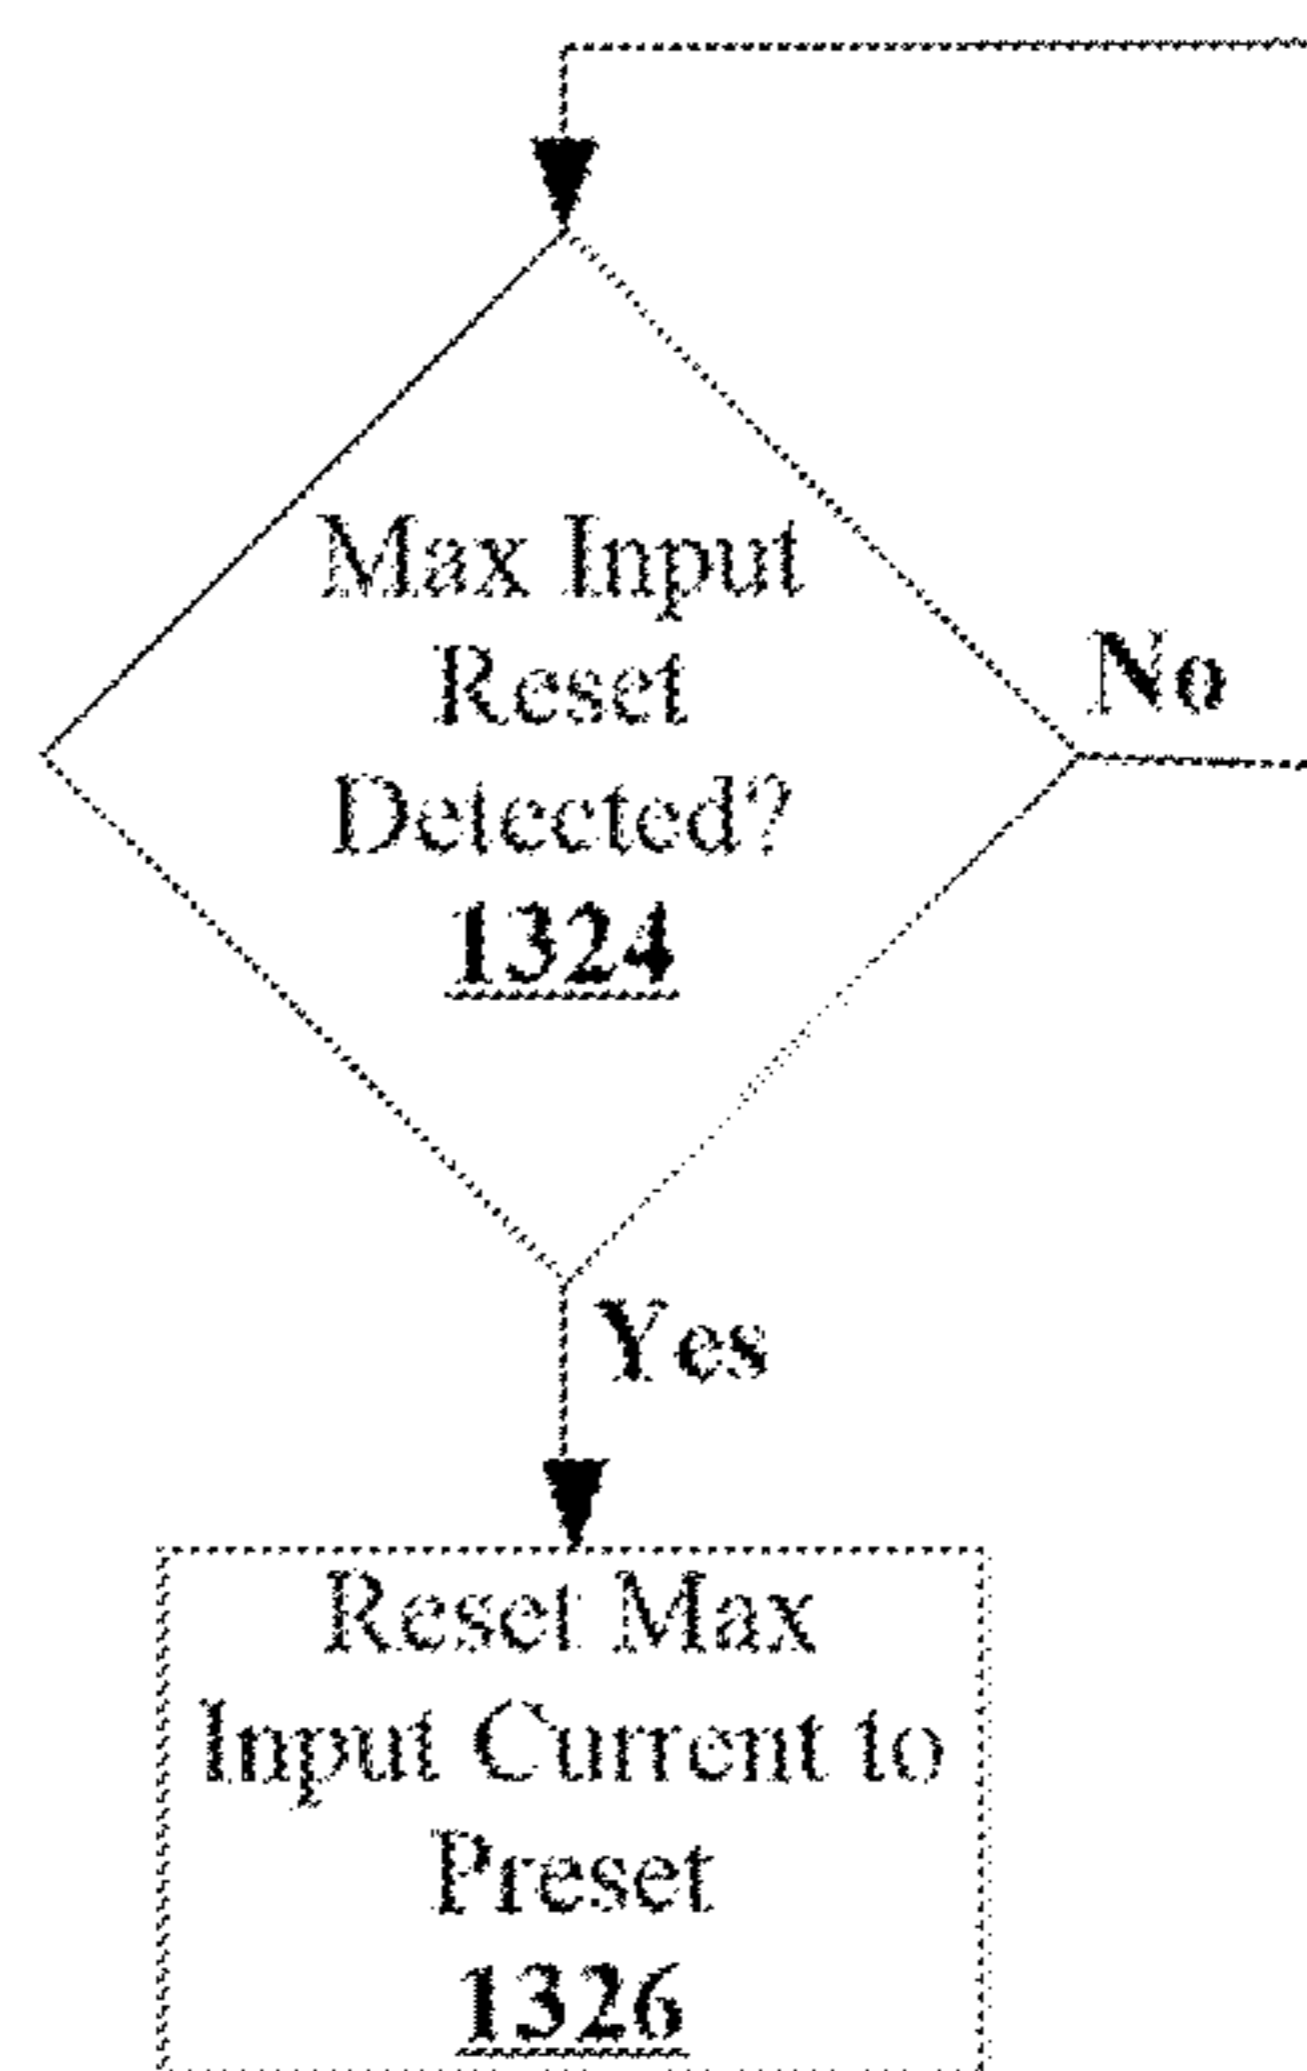 Max Input
Reset
Detected?
1324
No
Yes
Reset Max
Input Current to
Preset
1326